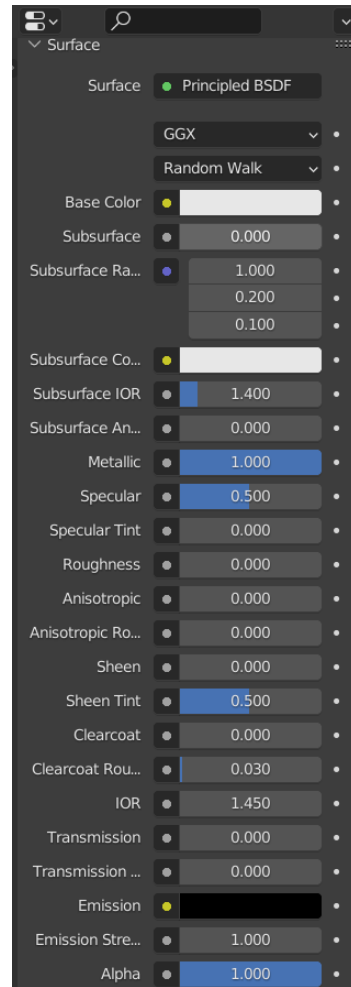 Surface
Surface Principled BSDF
GGX
Random Walk
Base Color
Subsurface 0.000
Subsurface Ra... 1.000
0.200
0.100
Subsurface Co...
Subsurface IOR 1.400
Subsurface An... 0.000
Metallic 1.000
Specular 0.500
Specular Tint 0.000
Roughness 0.000
Anisotropic 0.000
Anisotropic Ro... 0.000
Sheen 0.000
Sheen Tint 0.500
Clearcoat 0.000
Clearcoat Rou... 0.030
IOR 1.450
Transmission 0.000
Transmission ... 0.000
Emission
Emission Stre... 1.000
Alpha 1.000